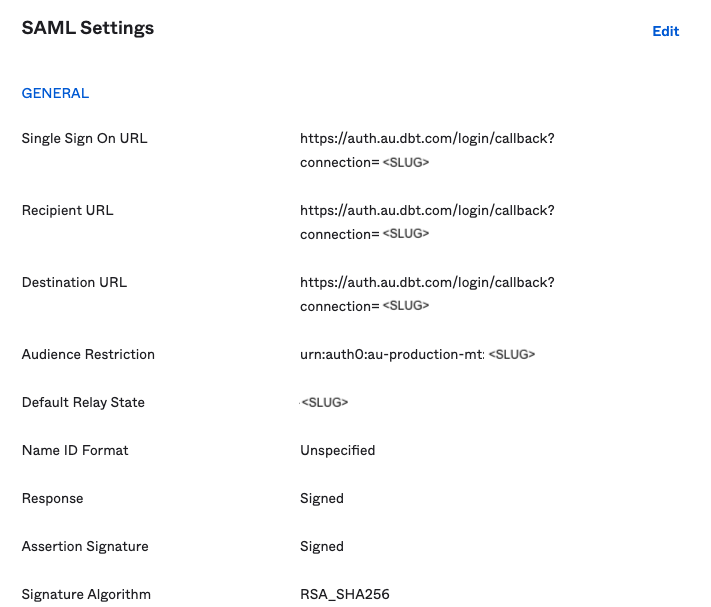 SAML Settings
Edit
GENERAL
Single Sign On URL
https://auth.au.dbt.com/login/callback?
connection= <SLUG>
Recipient URL
https://auth.au.dbt.com/login/callback?
connection= <SLUG>
Destination URL
https://auth.au.dbt.com/login/callback?
connection= <SLUG>
Audience Restriction
urn:auth0:au-production-mt: <SLUG>
Default Relay State
<SLUG>
Name ID Format
Unspecified
Response
Signed
Assertion Signature
Signed
Signature Algorithm
RSA_SHA256